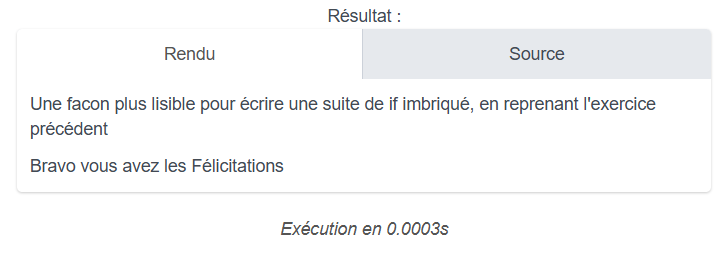 Résultat :
Rendu
Source
Une facon plus lisible pour écrire une suite de if imbriqué, en reprenant l'exercice
précédent
Bravo vous avez les Félicitations
Exécution en 0.0003s